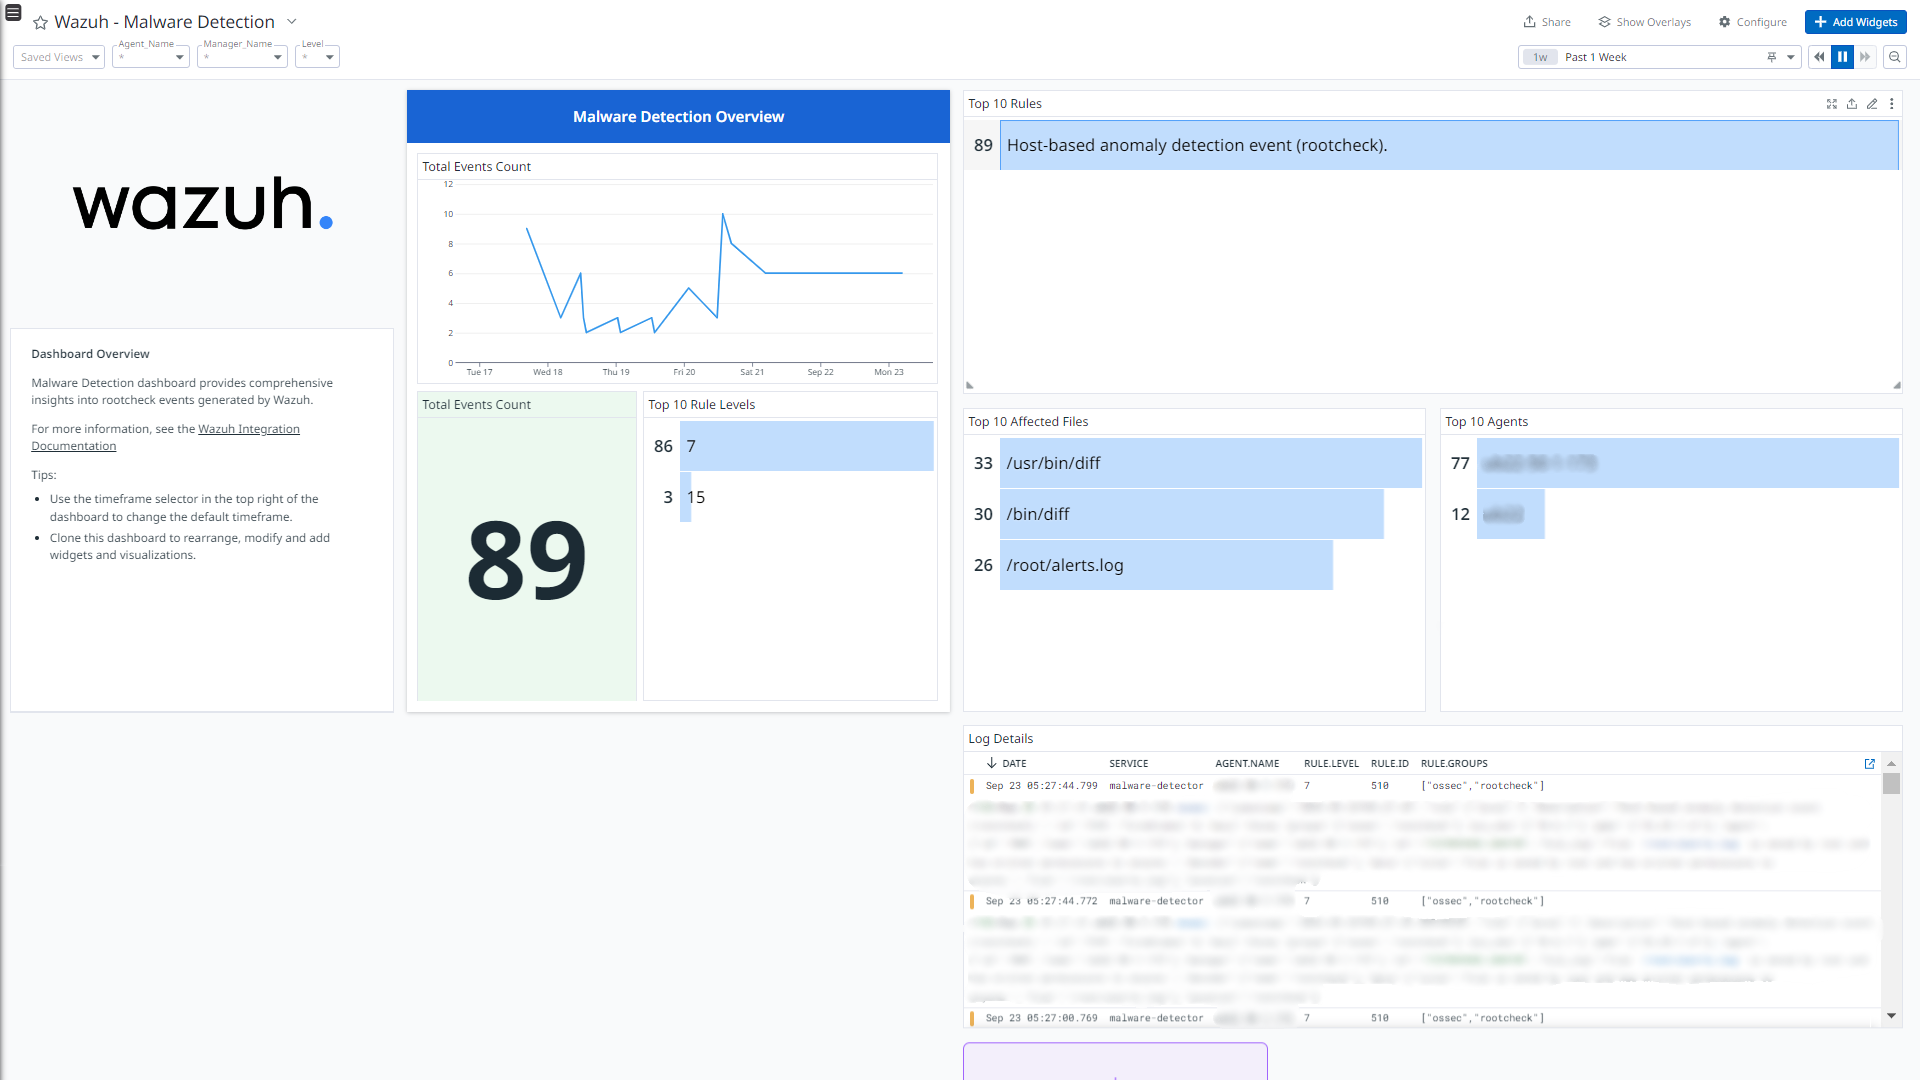 Wazuh - Malware Detection
Share
Show Overlays
Configure
Add Widgets
Saved Views
Agent_Name
*
Manager_Name
*
Level
*
1w
Past 1 Week
wazuh.
Dashboard Overview
Malware Detection dashboard provides comprehensive
insights into rootcheck events generated by Wazuh.
For more information, see the Wazuh Integration
Documentation
Tips:
• Use the timeframe selector in the top right of the
dashboard to change the default timeframe.
• Clone this dashboard to rearrange, modify and add
widgets and visualizations.
Malware Detection Overview
Total Events Count
12
10
8
6
4
2
0
Tue 17 Wed 18 Thu 19 Fri 20 Sat 21 Sep 22 Mon 23
Total Events Count
89
Top 10 Rule Levels
86 7
3 15
Top 10 Rules
89 Host-based anomaly detection event (rootcheck).
Top 10 Affected Files
33 /usr/bin/diff
30 /bin/diff
26 /root/alerts.log
Top 10 Agents
77
12
Log Details
DATE SERVICE AGENT.NAME RULE.LEVEL RULE.ID RULE.GROUPS
Sep 23 05:27:44.799 malware-detector 7 510 ["ossec","rootcheck"]
Sep 23 05:27:44.772 malware-detector 7 510 ["ossec","rootcheck"]
Sep 23 05:27:00.769 malware-detector 7 510 ["ossec","rootcheck"]